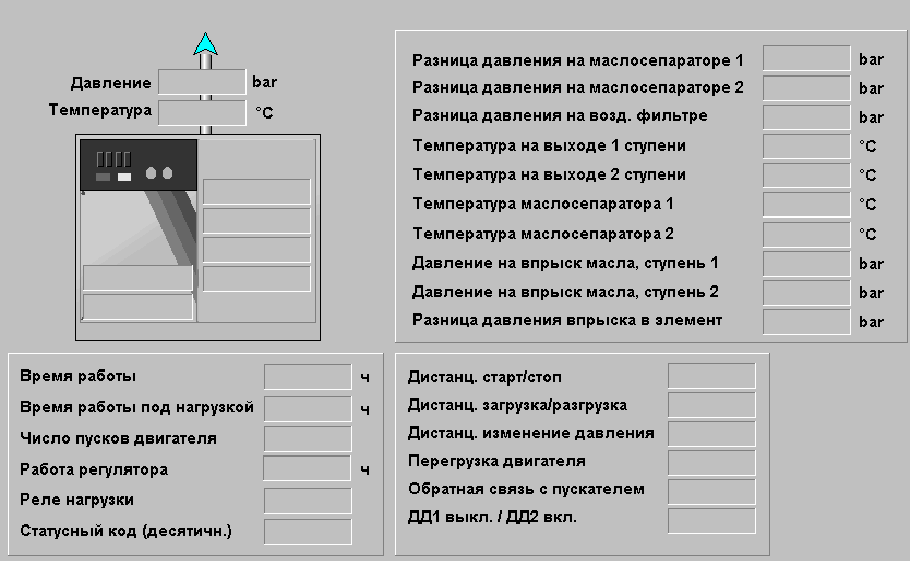 Давление bar
Температура °C
Разница давления на маслосепараторе 1 bar
Разница давления на маслосепараторе 2 bar
Разница давления на возд. фильтре bar
Температура на выходе 1 ступени °C
Температура на выходе 2 ступени °C
Температура маслосепаратора 1 °C
Температура маслосепаратора 2 °C
Давление на впрыск масла, ступень 1 bar
Давление на впрыск масла, ступень 2 bar
Разница давления впрыска в элемент bar
Время работы ч
Время работы под нагрузкой ч
Число пусков двигателя
Работа регулятора ч
Реле нагрузки
Статусный код (десятичн.)
Дистанц. старт/стоп
Дистанц. загрузка/разгрузка
Дистанц. изменение давления
Перегрузка двигателя
Обратная связь с пускателем
ДД1 выкл. / ДД2 вкл.